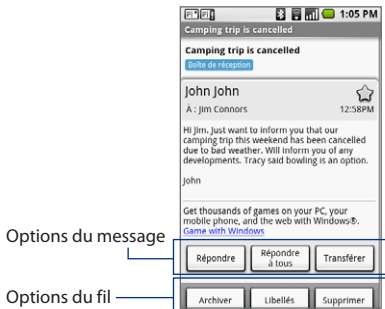 1:05 PM
Camping trip is cancelled
Camping trip is cancelled
Boîte de réception
John John
À : Jim Connors
12:58PM
Hi Jim. Just want to inform you that our
camping trip this weekend has been cancelled
due to bad weather. Will inform you of any
developments. Tracy said bowling is an option.
John
Get thousands of games on your PC, your
mobile phone, and the web with Windows®.
Game with Windows
Options du message
Répondre
Répondre
à tous
Transférer
Options du fil
Archiver
Libellés
Supprimer